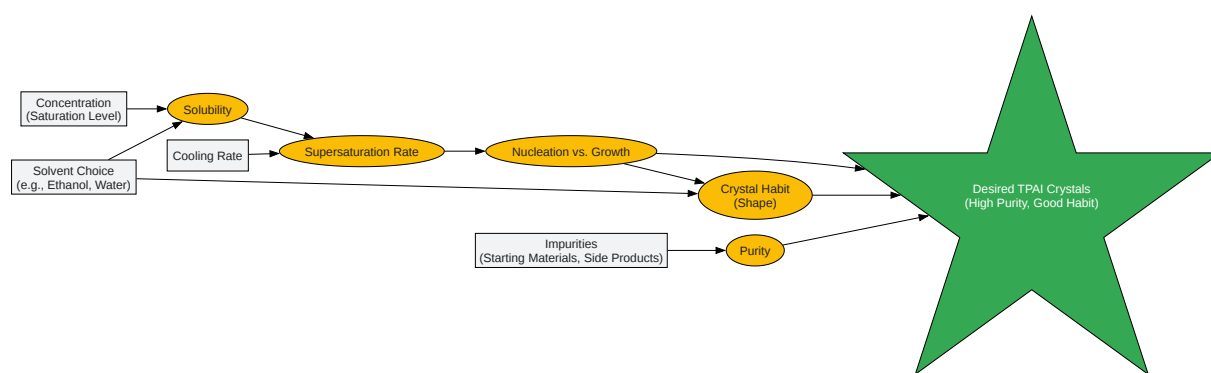 Concentration
(Saturation Level)
Solubility
Solvent Choice
(e.g., Ethanol, Water)
Cooling Rate
Supersaturation Rate
Nucleation vs. Growth
Crystal Habit
(Shape)
Impurities
(Starting Materials, Side Products)
Purity
Desired TPAI Crystals
(High Purity, Good Habit)